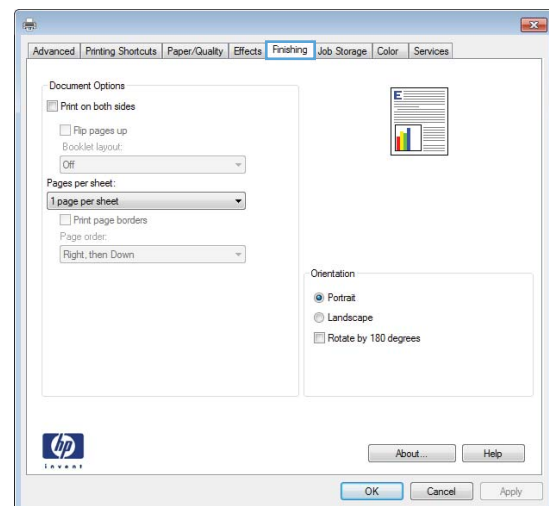 Advanced Printing Shortcuts Paper/Quality Effects Finishing Job Storage Color Services
Document Options
Print on both sides
Flip pages up
Booklet layout:
Off
Pages per sheet:
1 page per sheet
Print page borders
Page order:
Right, then Down
E
Orientation
Portrait
Landscape
Rotate by 180 degrees
hp
invent
About... Help
OK Cancel Apply